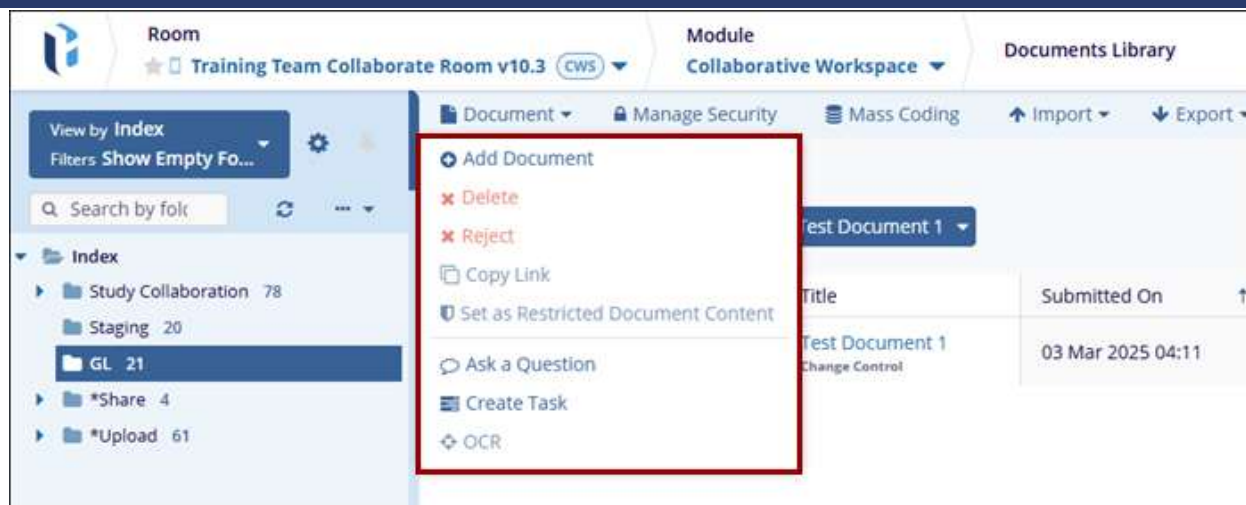 Room
Training Team Collaborate Room v10.3 CWS
Module
Collaborative Workspace
Documents Library
View by Index
Filters Show Empty Fo...
Search by folc
Index
Study Collaboration 78
Staging 20
GL 21
*Share 4
*Upload 61
Document
Manage Security
Mass Coding
Import
Export
Add Document
Delete
Reject
Copy Link
Set as Restricted Document Content
Ask a Question
Create Task
OCR
Test Document 1
Title
Submitted On
Test Document 1
Change Control
03 Mar 2025 04:11